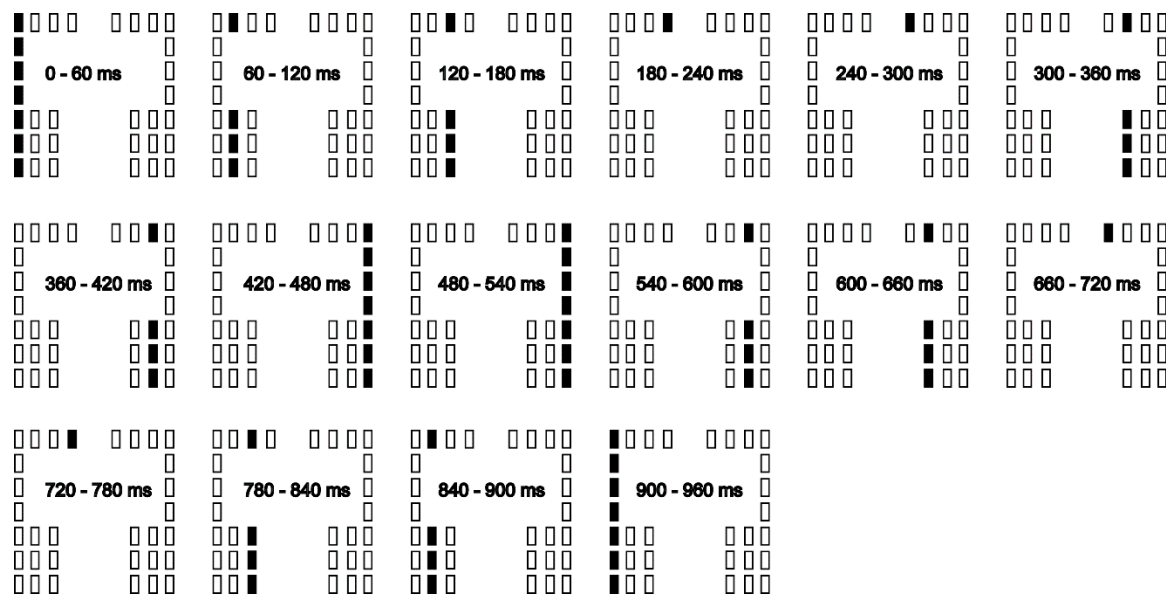 0 - 60 ms
60 - 120 ms
120 - 180 ms
180 - 240 ms
240 - 300 ms
300 - 360 ms
360 - 420 ms
420 - 480 ms
480 - 540 ms
540 - 600 ms
600 - 660 ms
660 - 720 ms
720 - 780 ms
780 - 840 ms
840 - 900 ms
900 - 960 ms